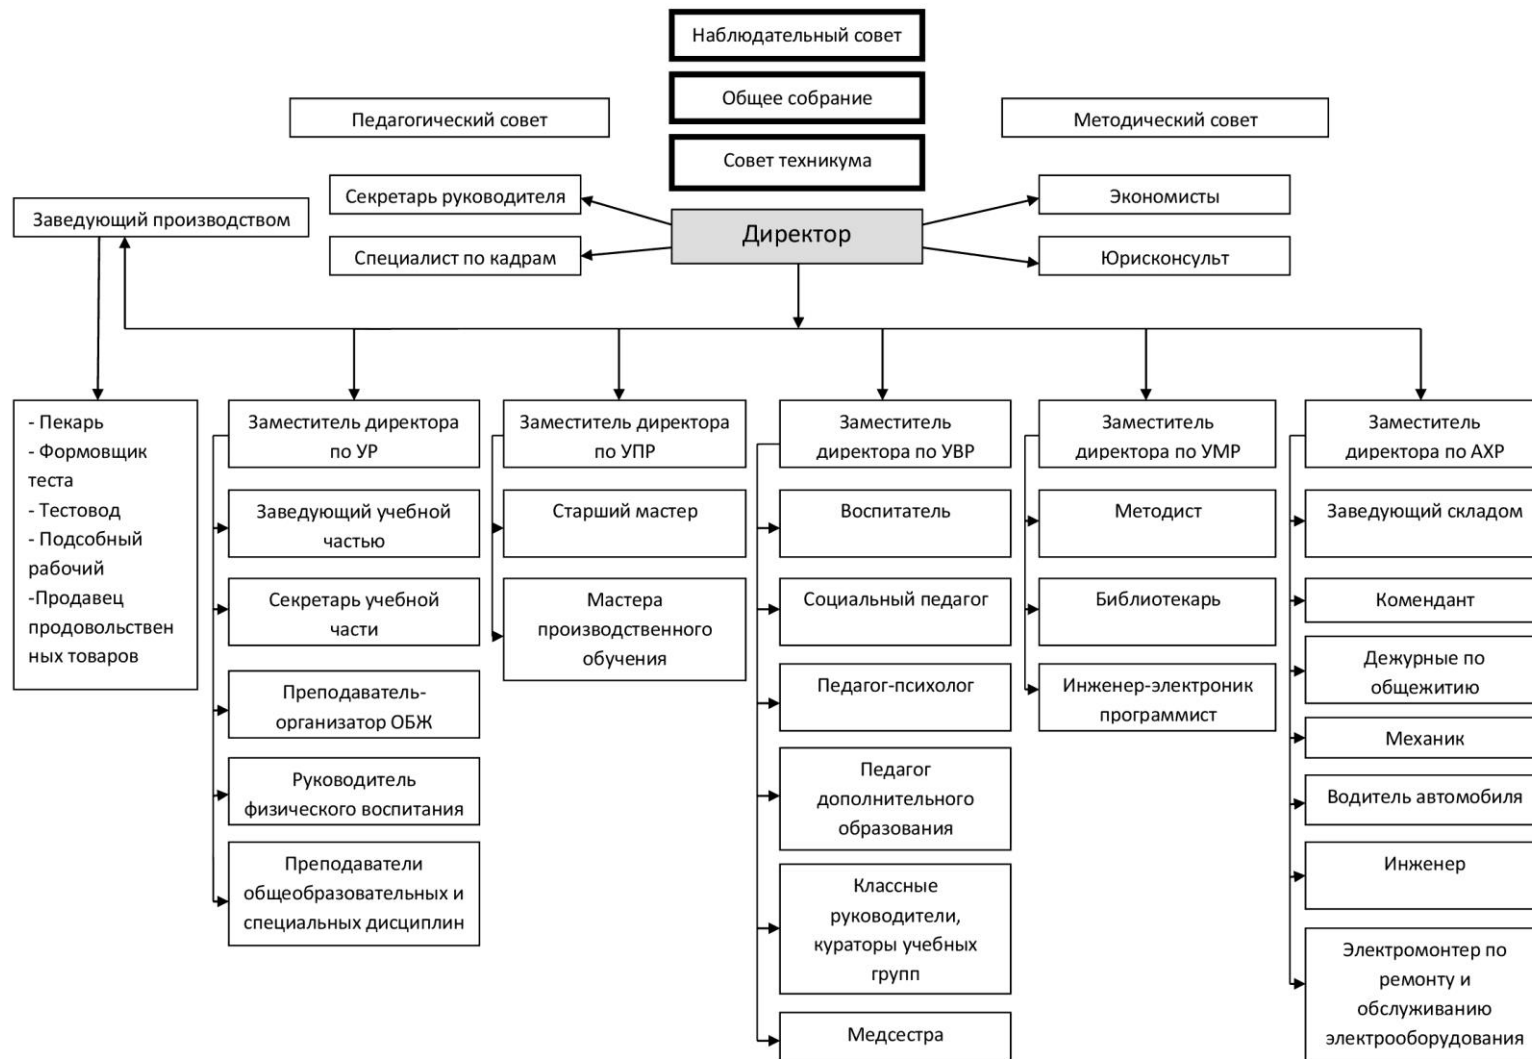 Наблюдательный совет
Общее собрание
Педагогический совет
Методический совет
Совет техникума
Секретарь руководителя
Экономисты
Заведующий производством
Директор
Специалист по кадрам
Юрисконсульт
- Пекарь
- Формовщик
теста
- Тестовод
- Подсобный
рабочий
-Продавец
продовольствен
ных товаров
Заместитель директора
по УР
Заведующий учебной
частью
Секретарь учебной
части
Преподаватель-
организатор ОБЖ
Руководитель
физического воспитания
Преподаватели
общеобразовательных и
специальных дисциплин
Заместитель директора
по УПР
Старший мастер
Мастера
производственного
обучения
Заместитель
директора по УВР
Воспитатель
Социальный педагог
Педагог-психолог
Педагог
дополнительного
образования
Классные
руководители,
кураторы учебных
групп
Медсестра
Заместитель
директора по УМР
Методист
Библиотекарь
Инженер-электроник
программист
Заместитель
директора по АХР
Заведующий складом
Комендант
Дежурные по
общежитию
Механик
Водитель автомобиля
Инженер
Электромонтер по
ремонту и
обслуживанию
электрооборудования